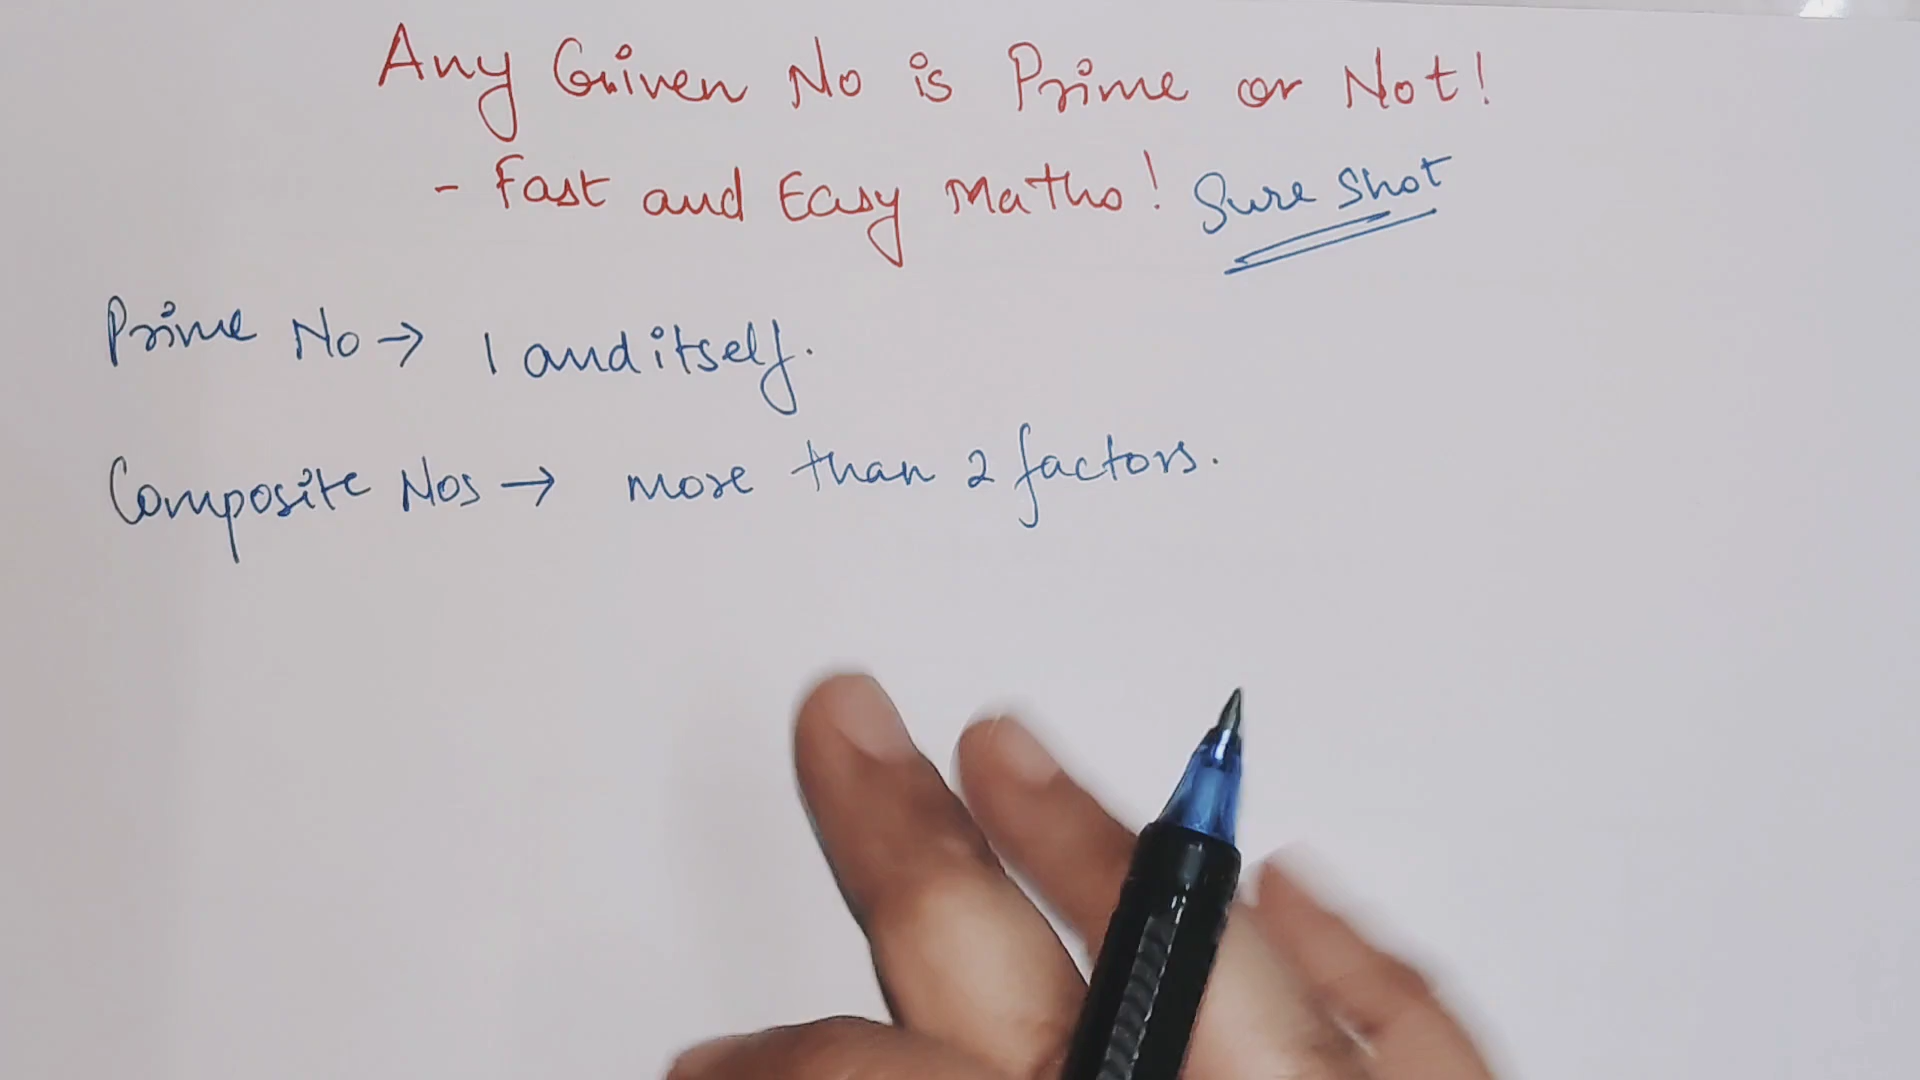 Any Given No is Prime or Not!
- Fast and Easy Maths! Sure Shot
Prime No → 1 and itself.
Composite Nos → more than 2 factors.